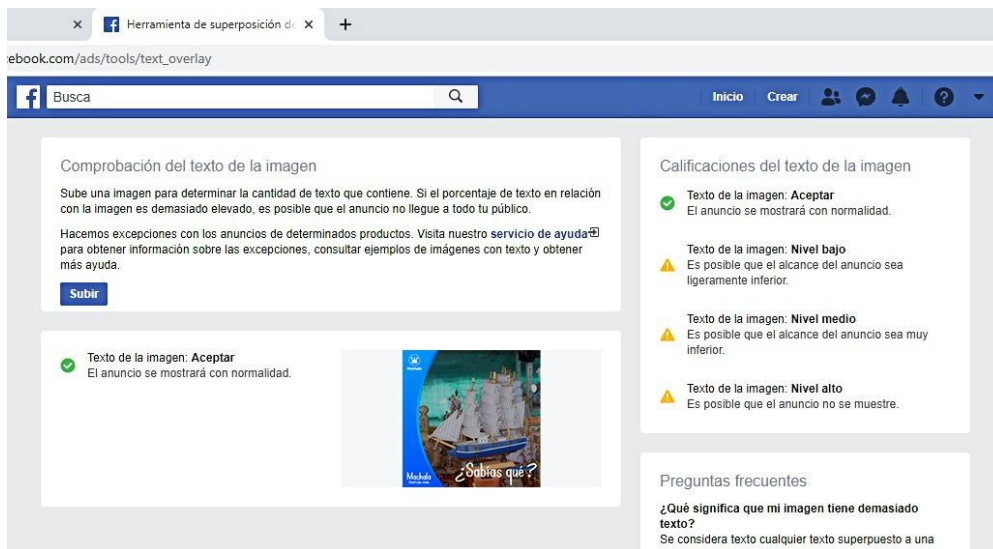 Herramienta de superposición de
ebook.com/ads/tools/text_overlay
Busca
Inicio Crear
Comprobación del texto de la imagen
Sube una imagen para determinar la cantidad de texto que contiene. Si el porcentaje de texto en relación
con la imagen es demasiado elevado, es posible que el anuncio no llegue a todo tu público.
Hacemos excepciones con los anuncios de determinados productos. Visita nuestro servicio de ayuda
para obtener información sobre las excepciones, consultar ejemplos de imágenes con texto y obtener
más ayuda.
Subir
Texto de la imagen: Aceptar
El anuncio se mostrará con normalidad.
Machala
Machala
¿Sabías qué?
Calificaciones del texto de la imagen
Texto de la imagen: Aceptar
El anuncio se mostrará con normalidad.
Texto de la imagen: Nivel bajo
Es posible que el alcance del anuncio sea
ligeramente inferior.
Texto de la imagen: Nivel medio
Es posible que el alcance del anuncio sea muy
inferior.
Texto de la imagen: Nivel alto
Es posible que el anuncio no se muestre.
Preguntas frecuentes
¿Qué significa que mi imagen tiene demasiado
texto?
Se considera texto cualquier texto superpuesto a una